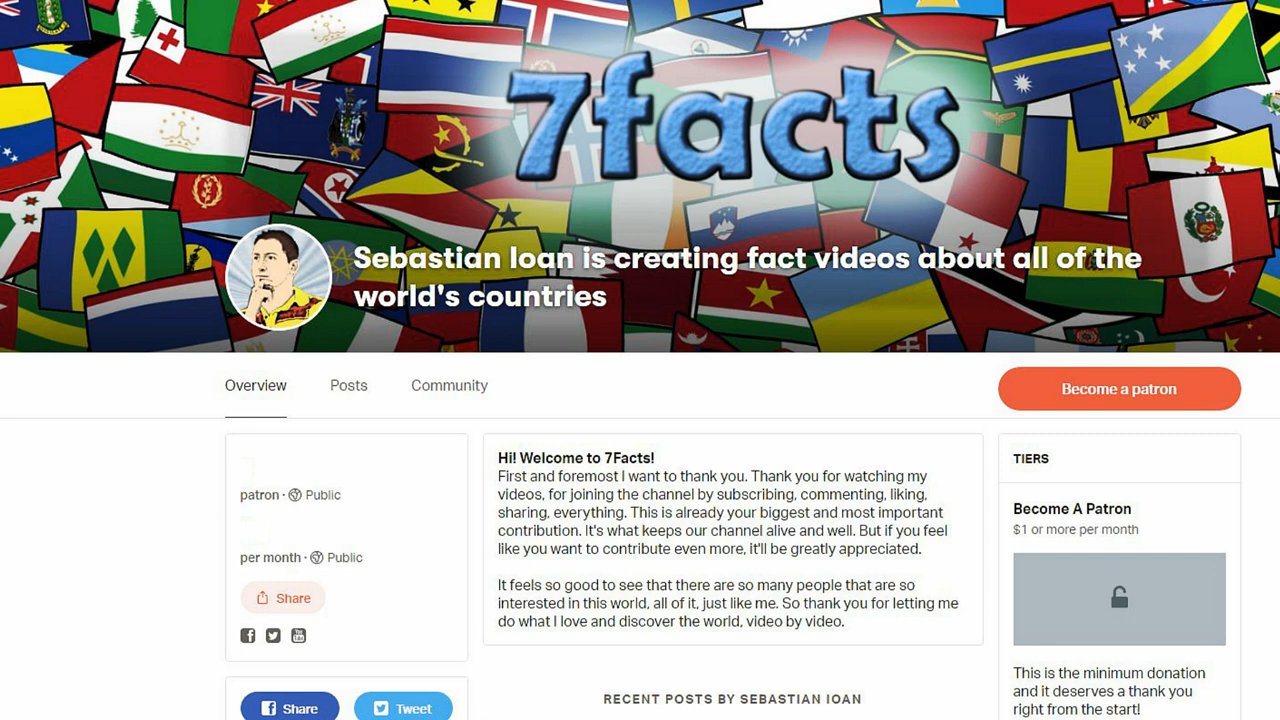 7facts
Sebastian Ioan is creating fact videos about all of the
world's countries
Overview
Posts
Community
Become a patron
patron · Public
per month · Public
Share
Share
Tweet
Hi! Welcome to 7Facts!
First and foremost I want to thank you. Thank you for watching my
videos, for joining the channel by subscribing, commenting, liking,
sharing, everything. This is already your biggest and most important
contribution. It's what keeps our channel alive and well. But if you feel
like you want to contribute even more, it'll be greatly appreciated.
It feels so good to see that there are so many people that are so
interested in this world, all of it, just like me. So thank you for letting me
do what I love and discover the world, video by video.
RECENT POSTS BY SEBASTIAN IOAN
TIERS
Become A Patron
$1 or more per month
This is the minimum donation
and it deserves a thank you
right from the start!